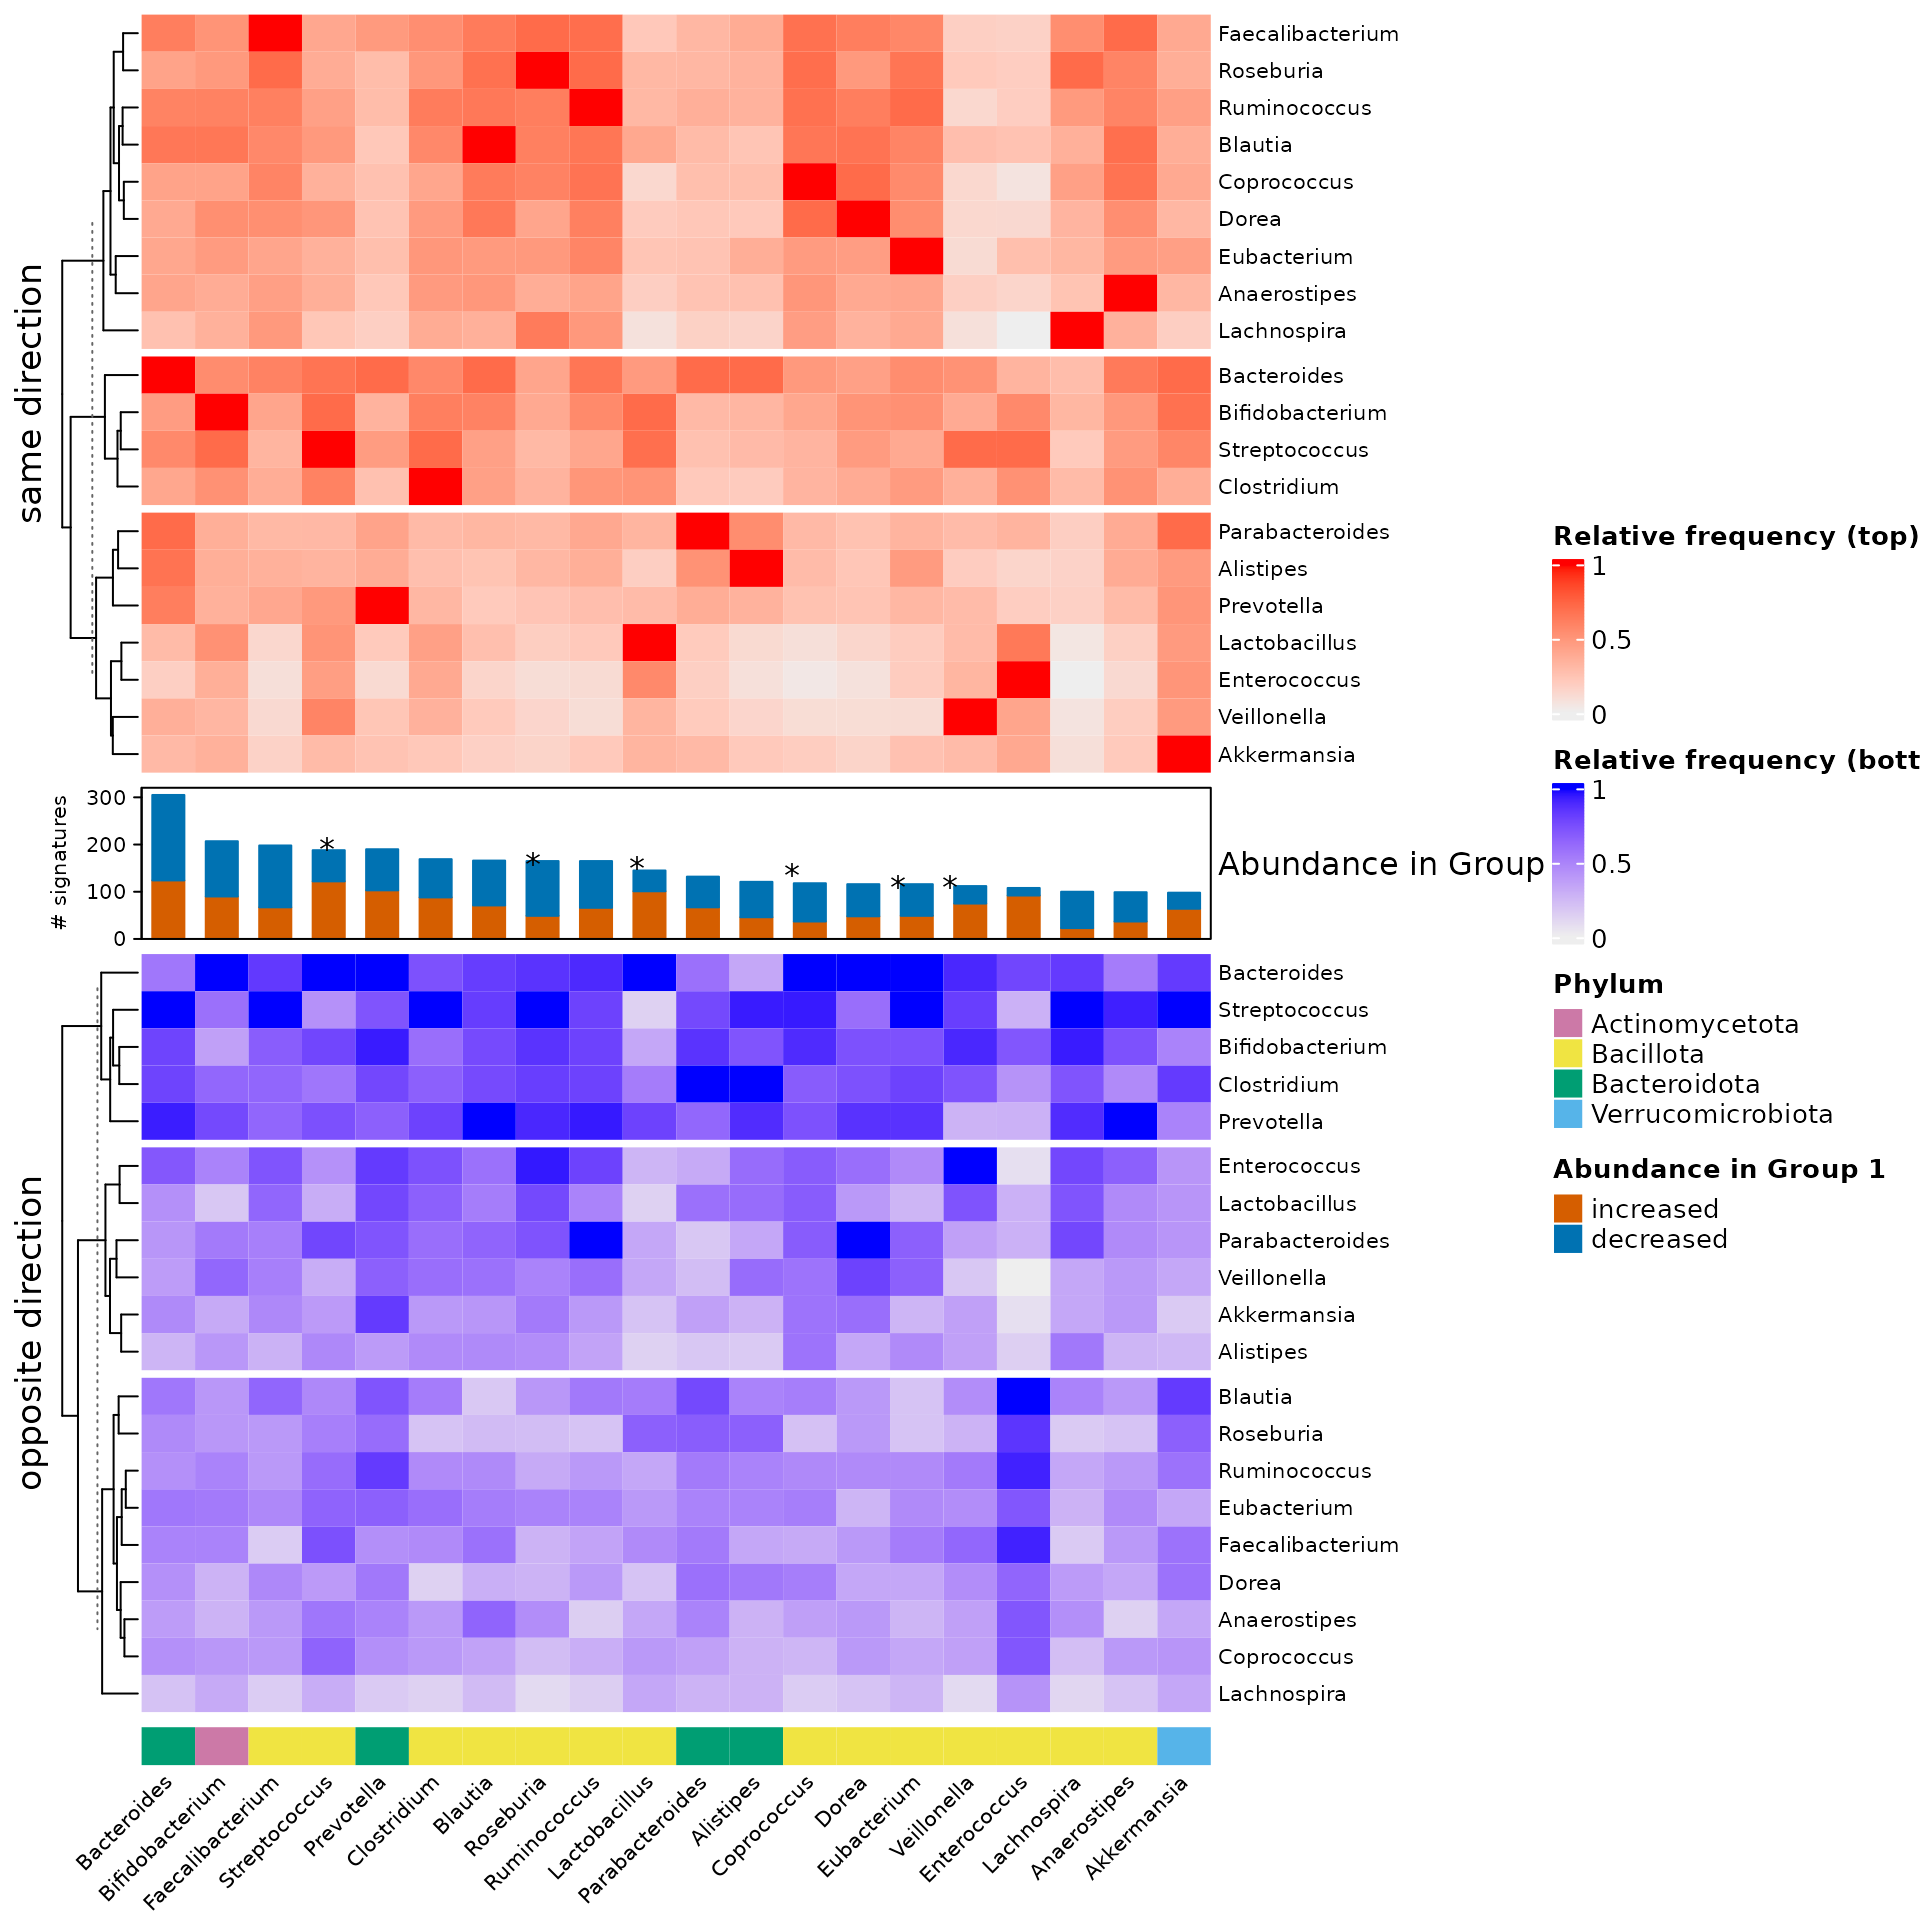 same direction
Faecalibacterium
Roseburia
Ruminococcus
Blautia
Coprococcus
Dorea
Eubacterium
Anaerostipes
Lachnospira
Bacteroides
Bifidobacterium
Streptococcus
Clostridium
Parabacteroides
Alistipes
Prevotella
Lactobacillus
Enterococcus
Veillonella
Akkermansia
# signatures
300
200
100
0
* * * * * *
Abundance in Group
opposite direction
Bacteroides
Streptococcus
Bifidobacterium
Clostridium
Prevotella
Enterococcus
Lactobacillus
Parabacteroides
Veillonella
Akkermansia
Alistipes
Blautia
Roseburia
Ruminococcus
Eubacterium
Faecalibacterium
Dorea
Anaerostipes
Coprococcus
Lachnospira
Bacteroides
Bifidobacterium
Faecalibacterium
Streptococcus
Prevotella
Clostridium
Blautia
Roseburia
Ruminococcus
Lactobacillus
Parabacteroides
Alistipes
Coprococcus
Dorea
Eubacterium
Veillonella
Enterococcus
Lachnospira
Anaerostipes
Akkermansia
Relative frequency (top)
1
0.5
0
Relative frequency (bott
1
0.5
0
Phylum
Actinomycetota
Bacillota
Bacteroidota
Verrucomicrobiota
Abundance in Group 1
increased
decreased